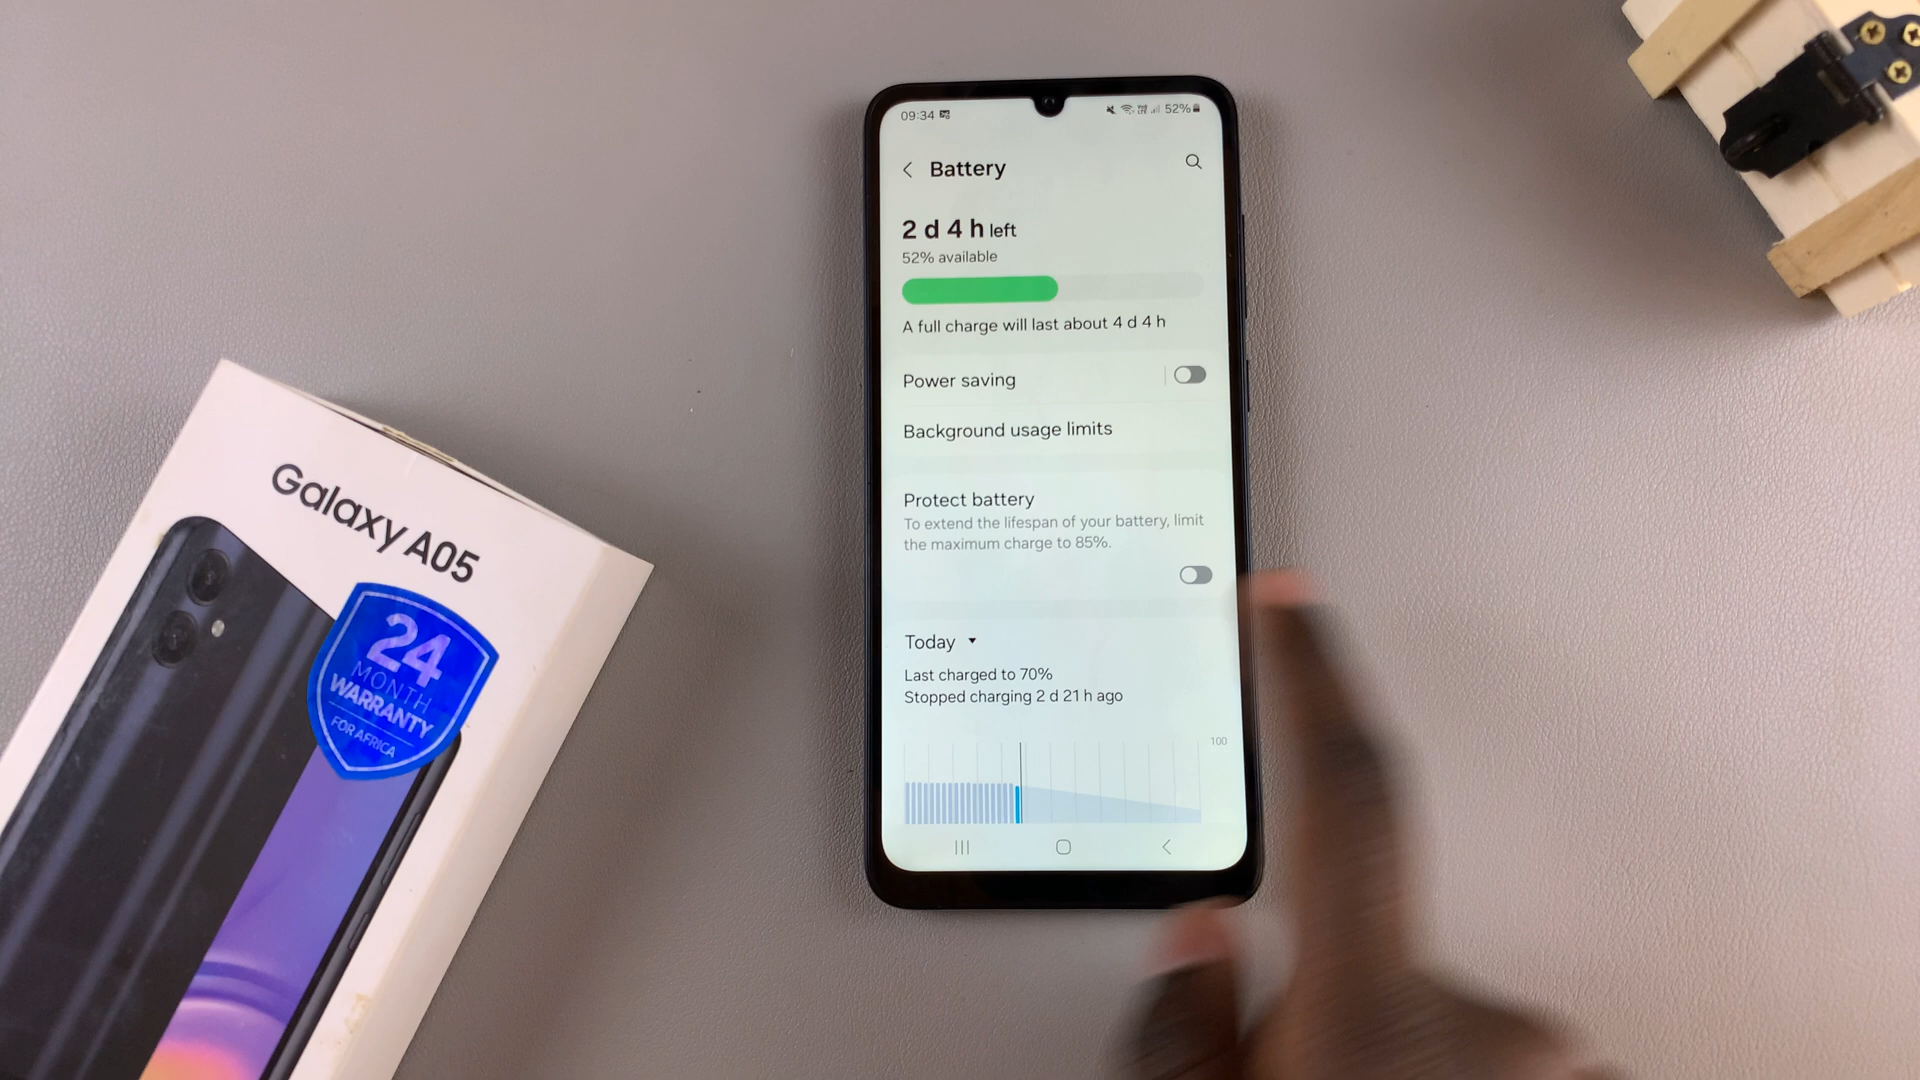 09:34
52%
Battery
2 d 4 h left
52% available
A full charge will last about 4 d 4 h
Power saving
Background usage limits
Protect battery
To extend the lifespan of your battery, limit
the maximum charge to 85%.
Today
Last charged to 70%
Stopped charging 2 d 21 h ago
100
Galaxy A05
24
MONTH
WARRANTY
FOR AFRICA